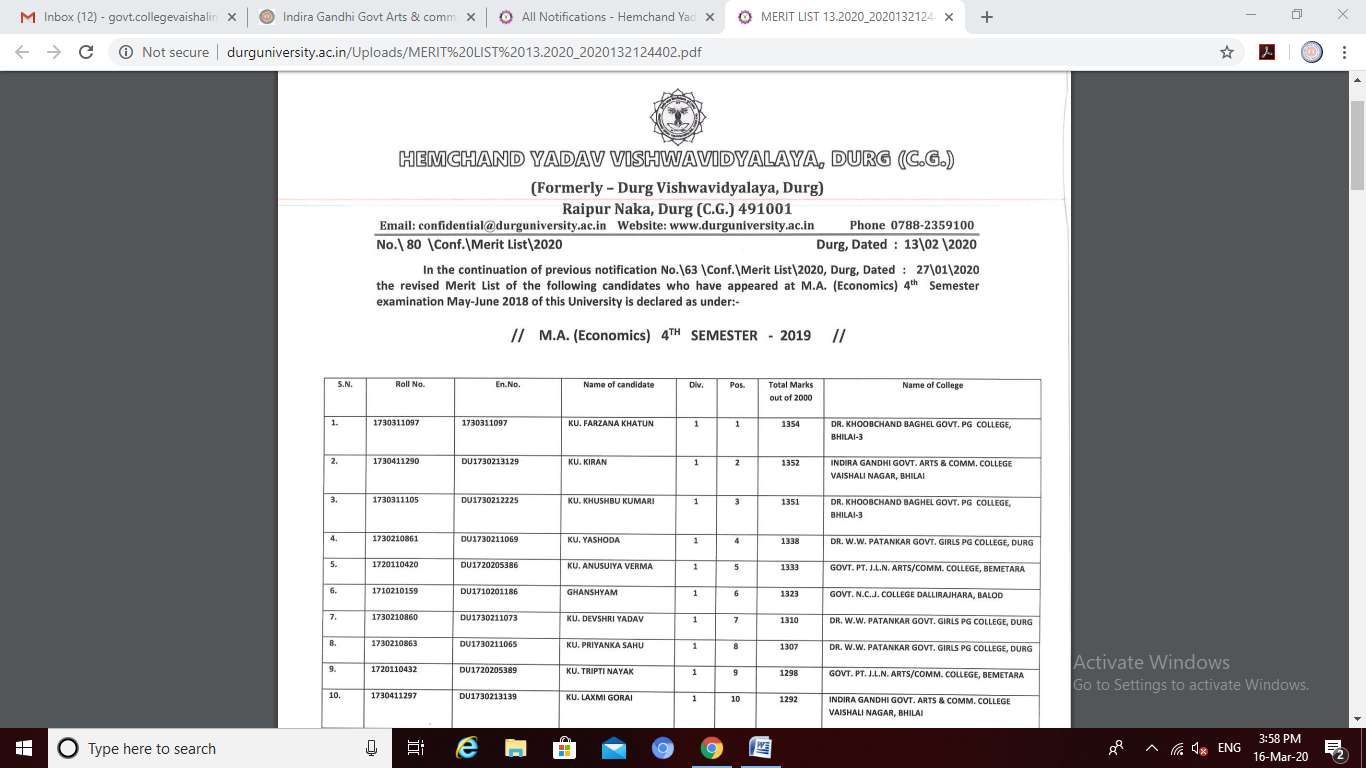 Inbox (12) - govt.collegevaishalin
Indira Gandhi Govt Arts & comm
All Notifications - Hemchand Yad
MERIT LIST 13.2020_2020132124
Not secure
durguniversity.ac.in/Uploads/MERIT%20LIST%2013.2020_2020132124402.pdf
HEMCHAND YADAV VISHWAVIDYALAYA, DURG (C.G.)
(Formerly – Durg Vishwavidyalaya, Durg)
Raipur Naka, Durg (C.G.) 491001
Email: confidential@durguniversity.ac.in Website: www.durguniversity.ac.in Phone 0788-2359100
No.\ 80 \Conf.\Merit List\2020 Durg, Dated : 13\02 \2020
In the continuation of previous notification No.\63 \Conf.\Merit List\2020, Durg, Dated : 27\01\2020
the revised Merit List of the following candidates who have appeared at M.A. (Economics) 4th Semester
examination May-June 2018 of this University is declared as under:-
// M.A. (Economics) 4TH SEMESTER - 2019 //
S.N. Roll No. En.No. Name of candidate Div. Pos. Total Marks Name of College
out of 2000
1. 1730311097 1730311097 KU. FARZANA KHATUN 1 1 1354 DR. KHOOBCHAND BAGHEL GOVT. PG COLLEGE,
BHILAI-3
2. 1730411290 DU1730213129 KU. KIRAN 1 2 1352 INDIRA GANDHI GOVT. ARTS & COMM. COLLEGE
VAISHALI NAGAR, BHILAI
3. 1730311105 DU1730212225 KU. KHUSHBU KUMARI 1 3 1351 DR. KHOOBCHAND BAGHEL GOVT. PG COLLEGE,
BHILAI-3
4. 1730210861 DU1730211069 KU. YASHODA 1 4 1338 DR. W.W. PATANKAR GOVT. GIRLS PG COLLEGE, DURG
5. 1720110420 DU1720205386 KU. ANUSUIYA VERMA 1 5 1333 GOVT. PT. J.L.N. ARTS/COMM. COLLEGE, BEMETARA
6. 1710210159 DU1710201186 GHANSHYAM 1 6 1323 GOVT. N.C..J. COLLEGE DALLIRAJHARA, BALOD
7. 1730210860 DU1730211073 KU. DEVSHRI YADAV 1 7 1310 DR. W.W. PATANKAR GOVT. GIRLS PG COLLEGE, DURG
8. 1730210863 DU1730211065 KU. PRIYANKA SAHU 1 8 1307 DR. W.W. PATANKAR GOVT. GIRLS PG COLLEGE, DURG
9. 1720110432 DU1720205389 KU. TRIPTI NAYAK 1 9 1298 GOVT. PT. J.L.N. ARTS/COMM. COLLEGE, BEMETARA
10. 1730411297 DU1730213139 KU. LAXMI GORAI 1 10 1292 INDIRA GANDHI GOVT. ARTS & COMM. COLLEGE
VAISHALI NAGAR, BHILAI
Activate Windows
Go to Settings to activate Windows.
Type here to search
ENG
3:58 PM
16-Mar-20
2